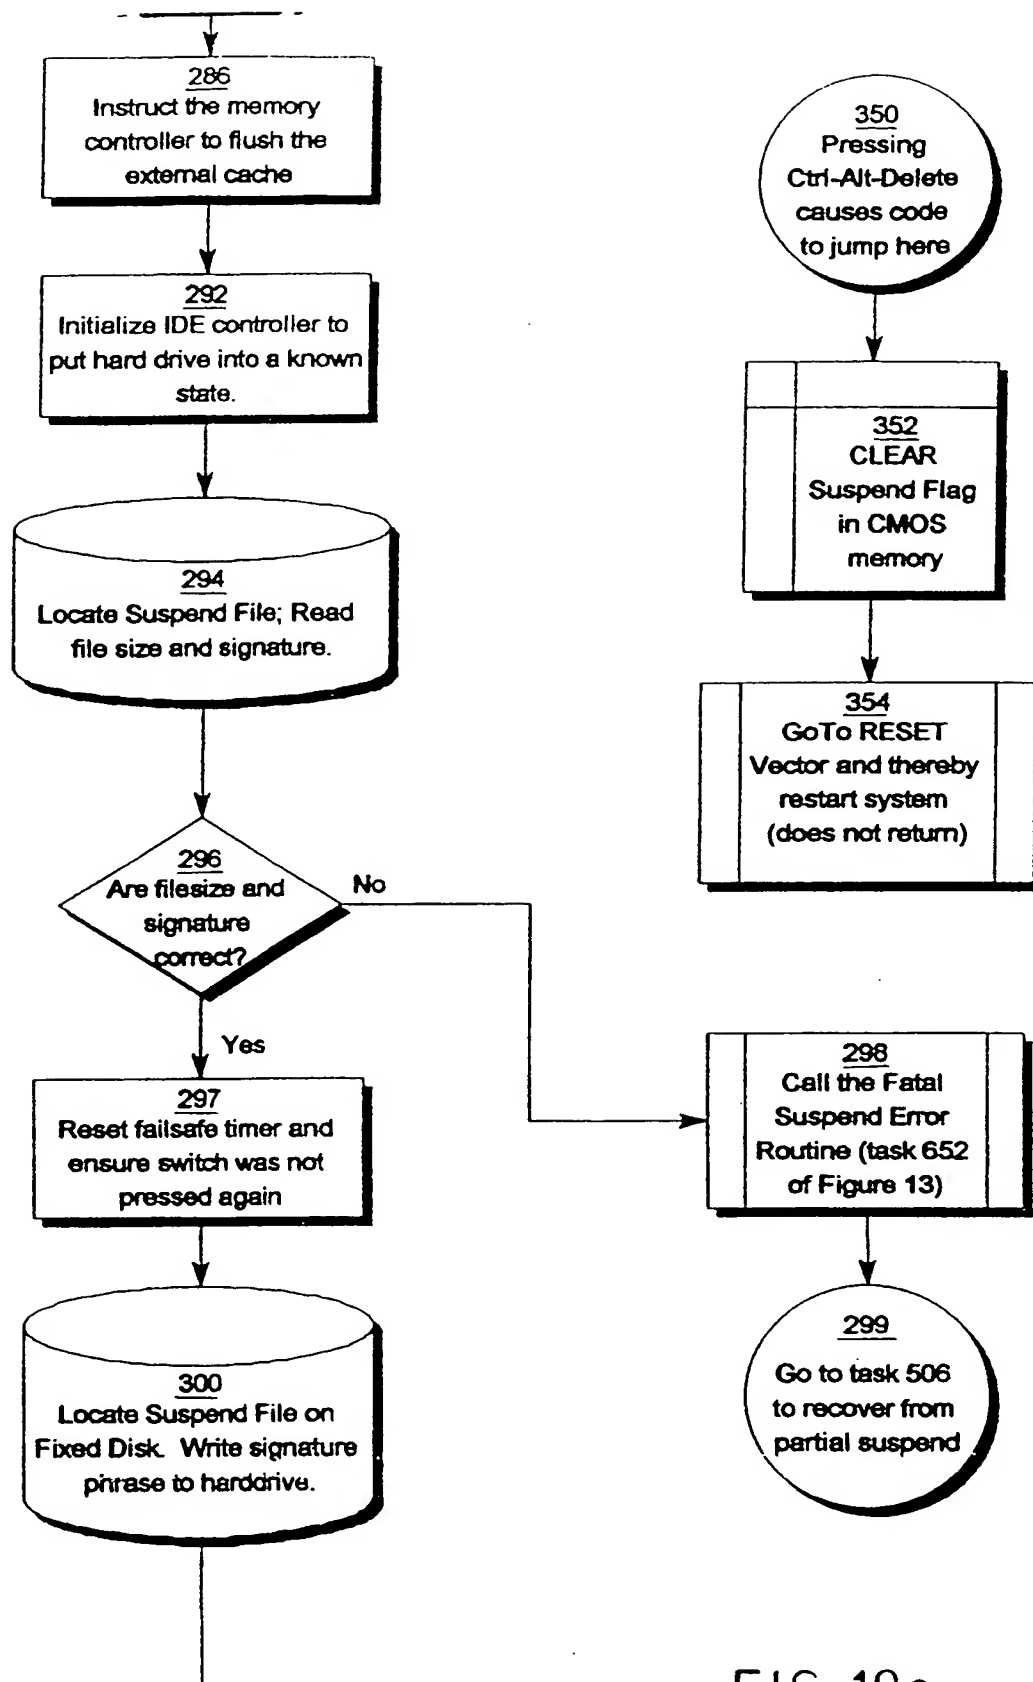 286
Instruct the memory
controller to flush the
external cache
292
Initialize IDE controller to
put hard drive into a known
state.
294
Locate Suspend File; Read
file size and signature.
296
Are filesize and
signature
correct?
No
Yes
297
Reset failsafe timer and
ensure switch was not
pressed again
300
Locate Suspend File on
Fixed Disk. Write signature
phrase to harddrive.
350
Pressing
Ctrl-Alt-Delete
causes code
to jump here
352
CLEAR
Suspend Flag
in CMOS
memory
354
GoTo RESET
Vector and thereby
restart system
(does not return)
298
Call the Fatal
Suspend Error
Routine (task 652
of Figure 13)
299
Go to task 506
to recover from
partial suspend